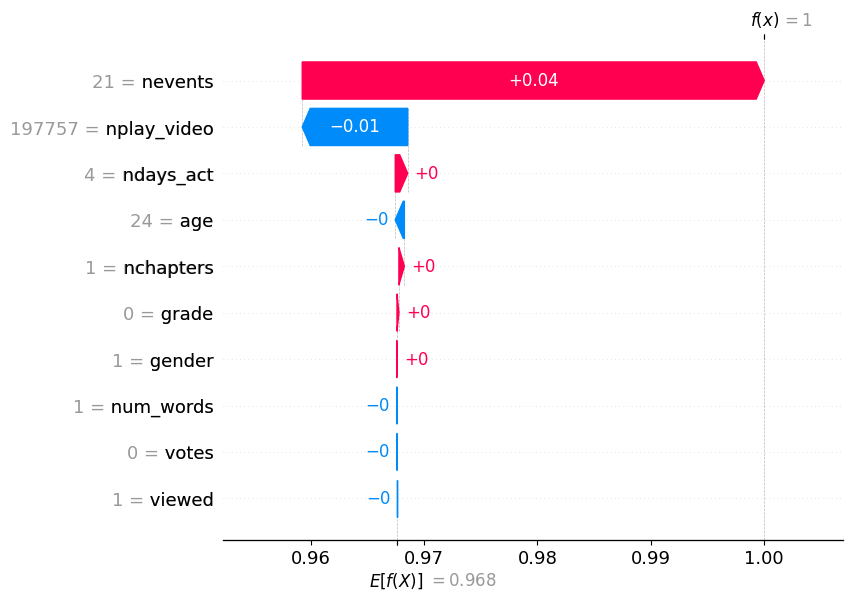 f(x) = 1
21 = nevents
+0.04
197757 = nplay_video
−0.01
4 = ndays_act
+0
24 = age
−0
1 = nchapters
+0
0 = grade
+0
1 = gender
+0
1 = num_words
−0
0 = votes
−0
1 = viewed
−0
0.96 0.97 0.98 0.99 1.00
E[f(X)] = 0.968